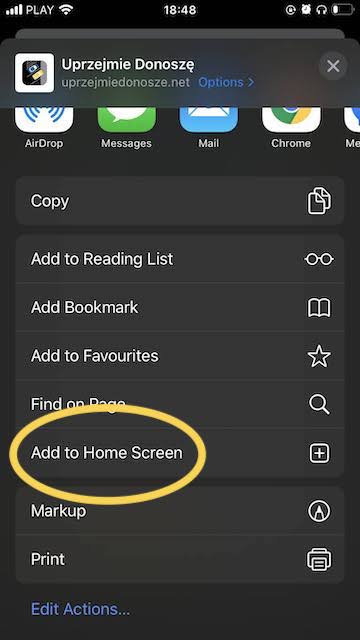 PLAY
18:48
Uprzejmie Donoszę
uprzejmiedonosze.net Options >
AirDrop Messages Mail Chrome Me
Copy
Add to Reading List
Add Bookmark
Add to Favourites
Find on Page
Add to Home Screen
Markup
Print
Edit Actions...